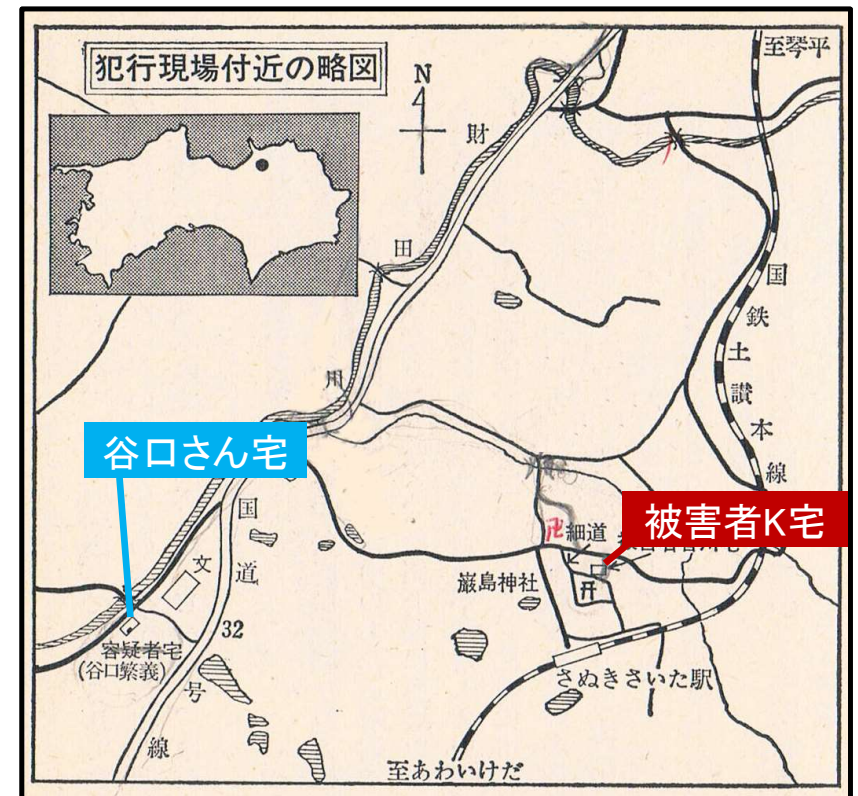 犯行現場付近の略図
N
至琴平
財田川
国鉄土讃本線
谷口さん宅
被害者K宅
卍
細道
巌島神社
文
国道32号線
容疑者宅
(谷口繁義)
さぬきさいた駅
至あわいけだ